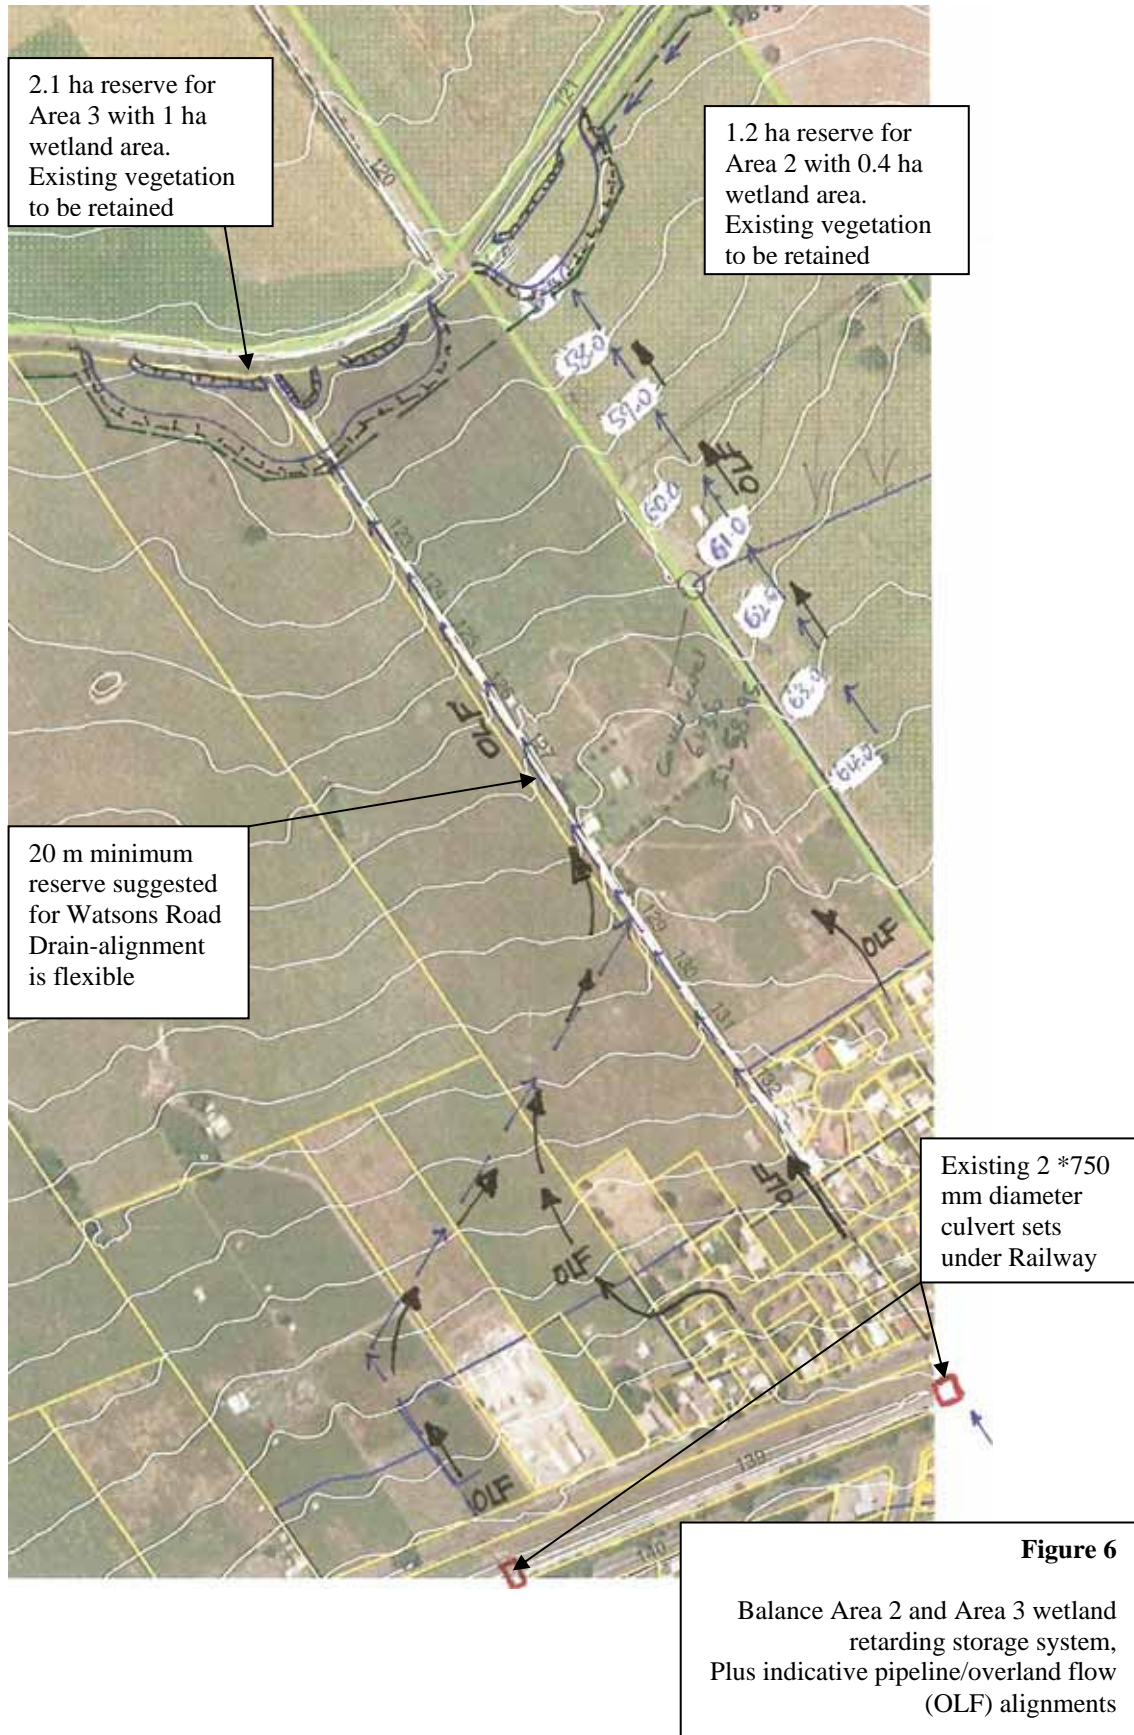 2.1 ha reserve for
Area 3 with 1 ha
wetland area.
Existing vegetation
to be retained
1.2 ha reserve for
Area 2 with 0.4 ha
wetland area.
Existing vegetation
to be retained
121
120
58.0
59.0
OLF
60.0
61.0
62.0
63.0
64.0
123
124
125
126
127
OLF
20 m minimum
reserve suggested
for Watsons Road
Drain-alignment
is flexible
129
130
131
132
OLF
OLF
OLF
OLF
Existing 2 *750
mm diameter
culvert sets
under Railway
139
140
Figure 6
Balance Area 2 and Area 3 wetland
retarding storage system,
Plus indicative pipeline/overland flow
(OLF) alignments